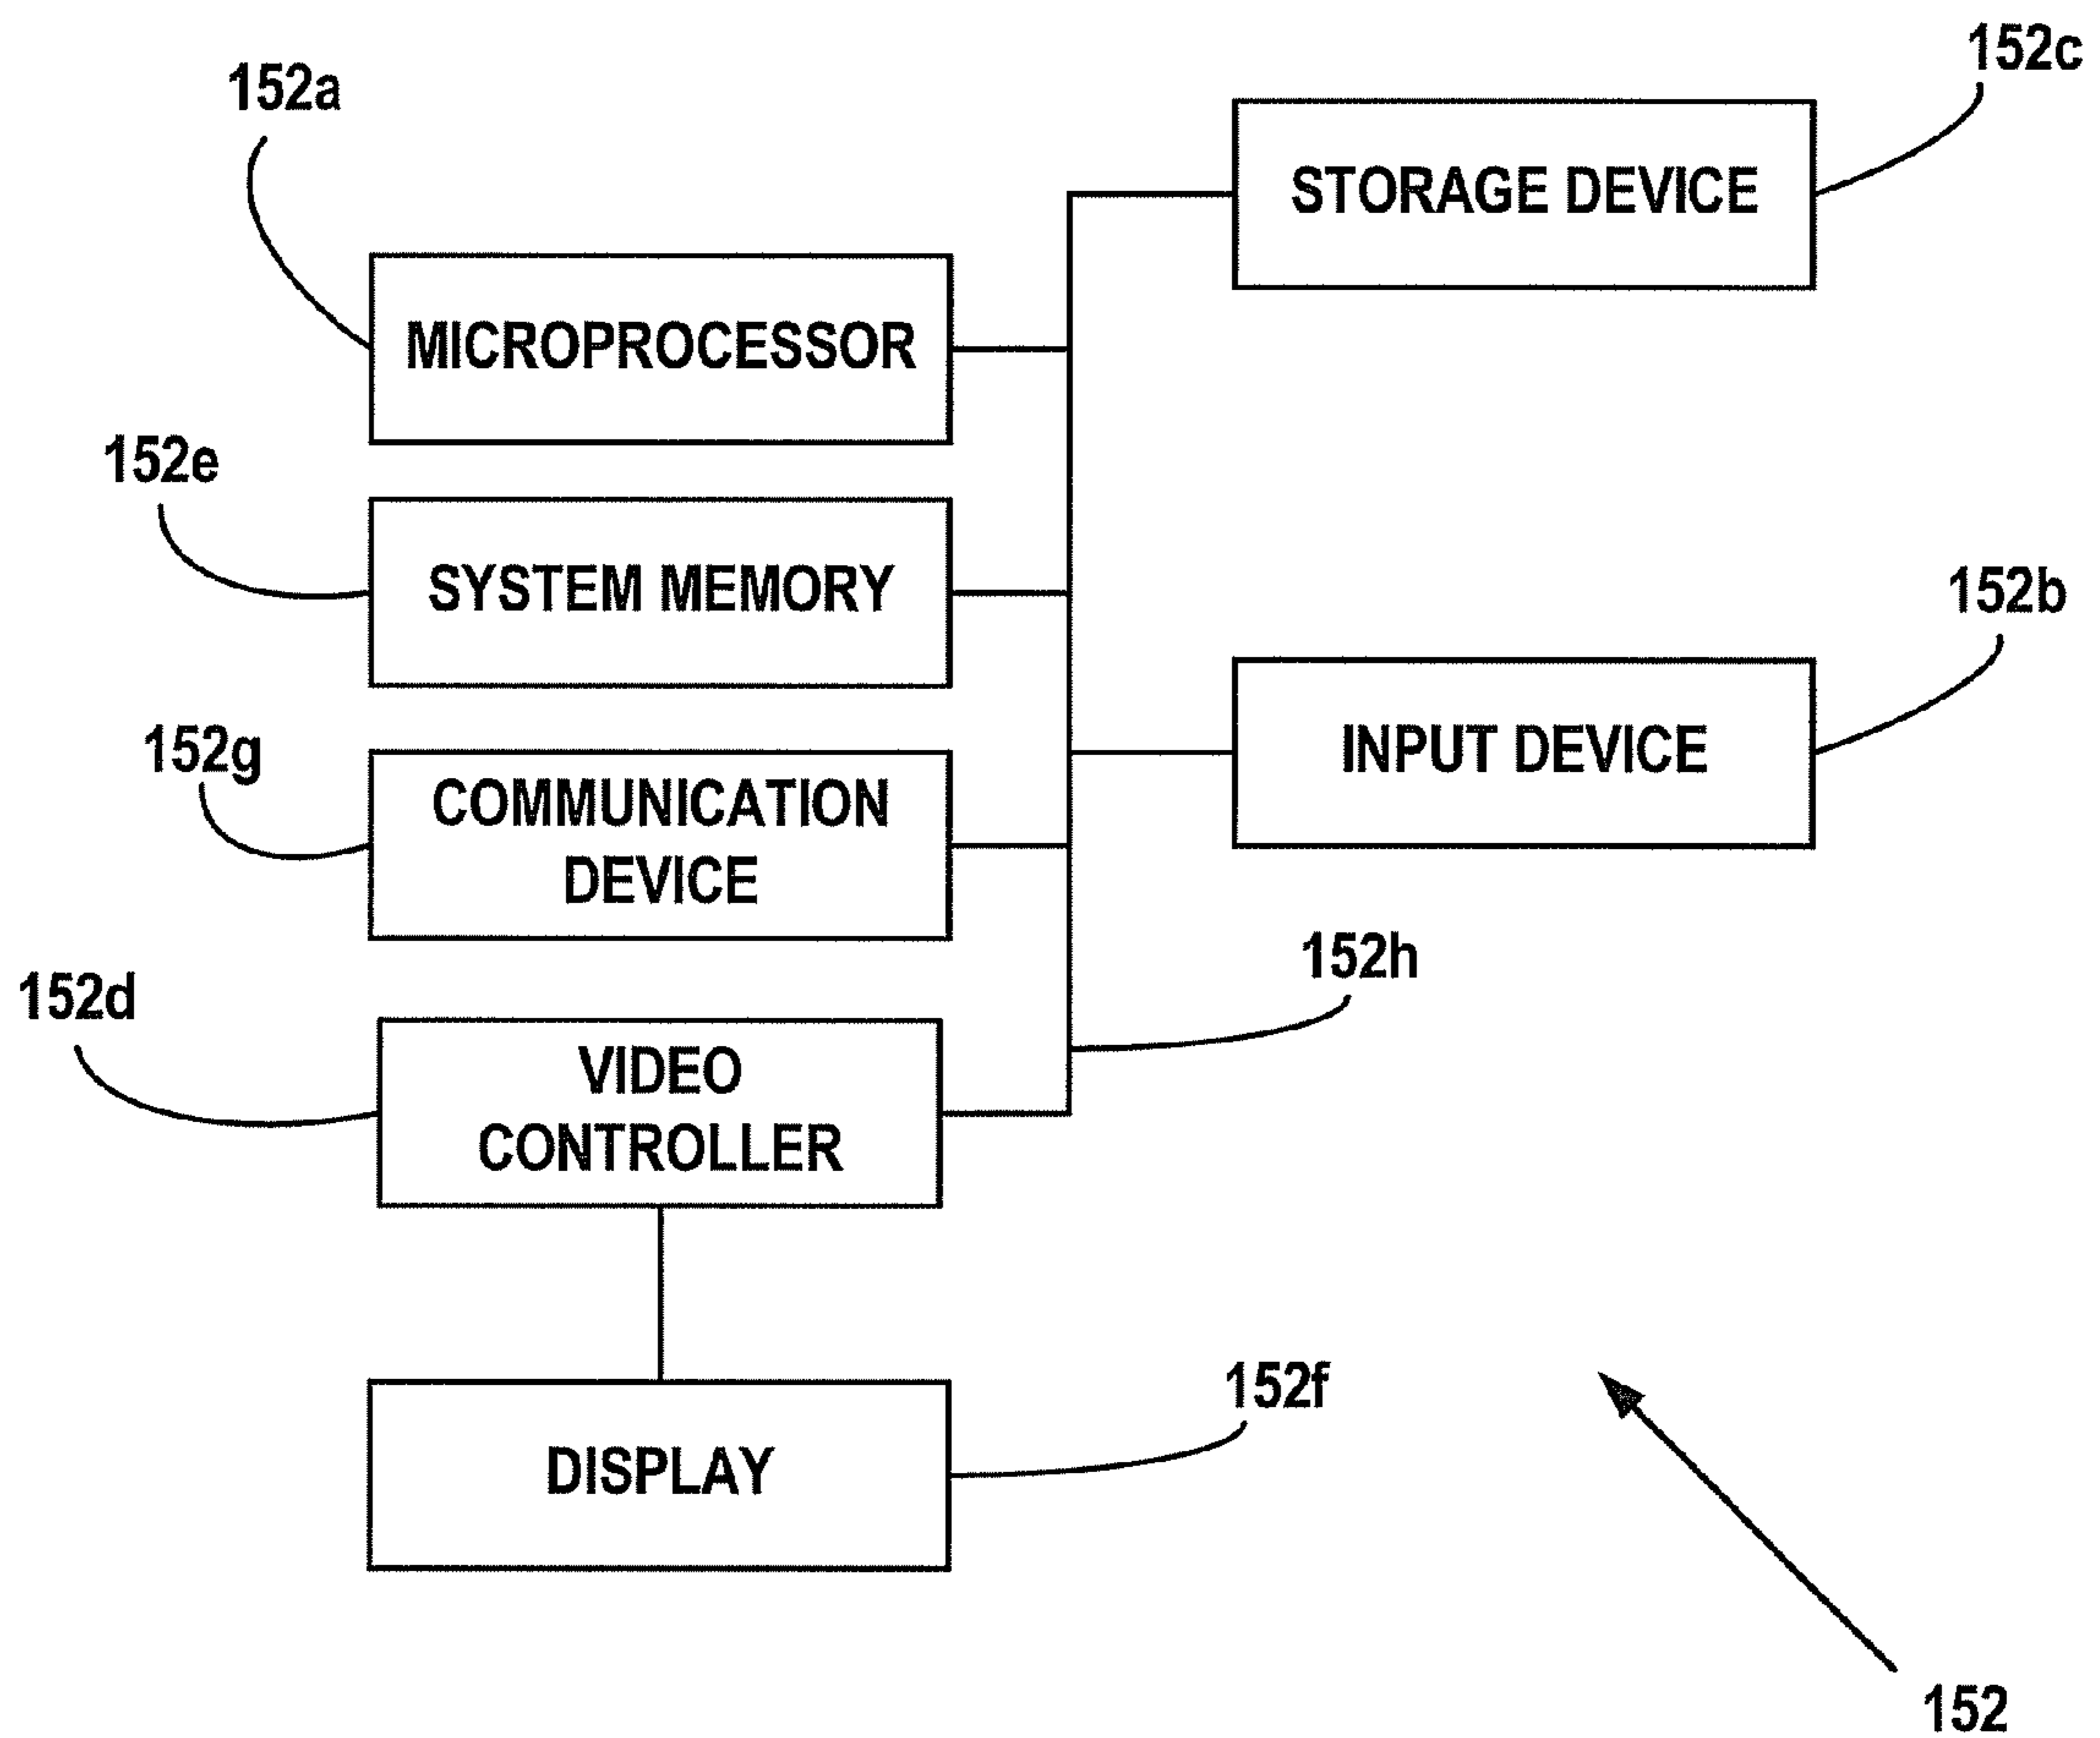 152c
152a
STORAGE DEVICE
MICROPROCESSOR
152e
SYSTEM MEMORY
152b
INPUT DEVICE
152g
COMMUNICATION
DEVICE
152h
152d
VIDEO
CONTROLLER
152f
DISPLAY
152